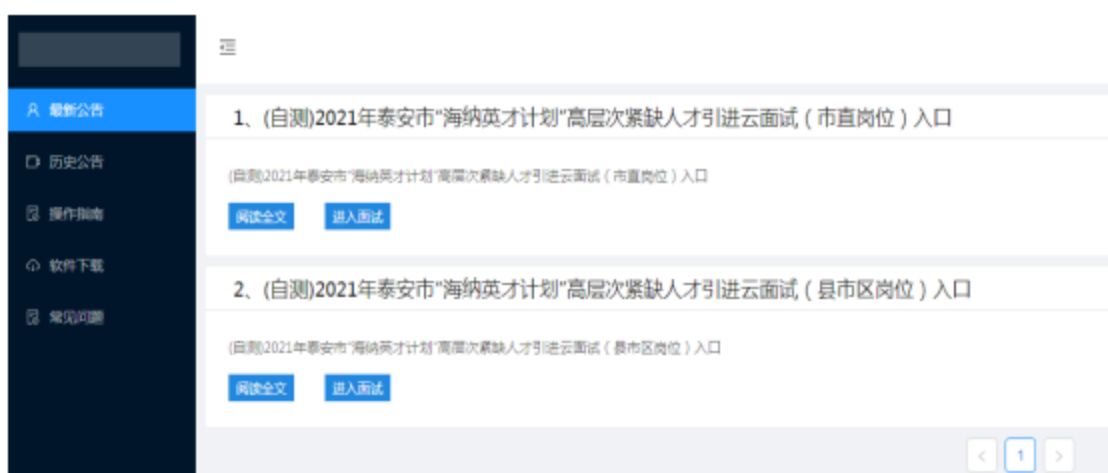 最新公告
历史公告
操作指南
软件下载
常见问题
1、(自测)2021年泰安市"海纳英才计划"高层次紧缺人才引进云面试（市直岗位）入口
(自测)2021年泰安市"海纳英才计划"高层次紧缺人才引进云面试（市直岗位）入口
阅读全文 进入面试
2、(自测)2021年泰安市"海纳英才计划"高层次紧缺人才引进云面试（县市区岗位）入口
(自测)2021年泰安市"海纳英才计划"高层次紧缺人才引进云面试（县市区岗位）入口
阅读全文 进入面试
< 1 >